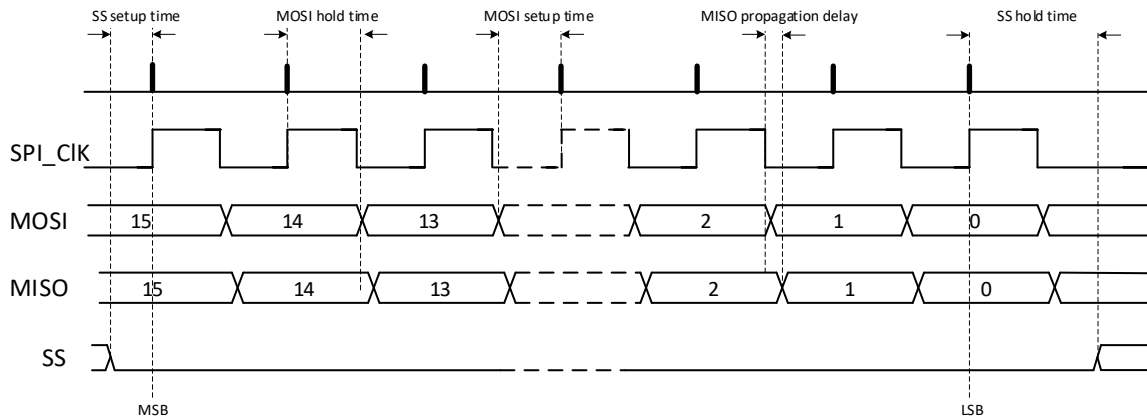 SS setup time MOSI hold time MOSI setup time MISO propagation delay SS hold time
SPI_ClK
MOSI 15 14 13 2 1 0
MISO 15 14 13 2 1 0
SS
MSB LSB